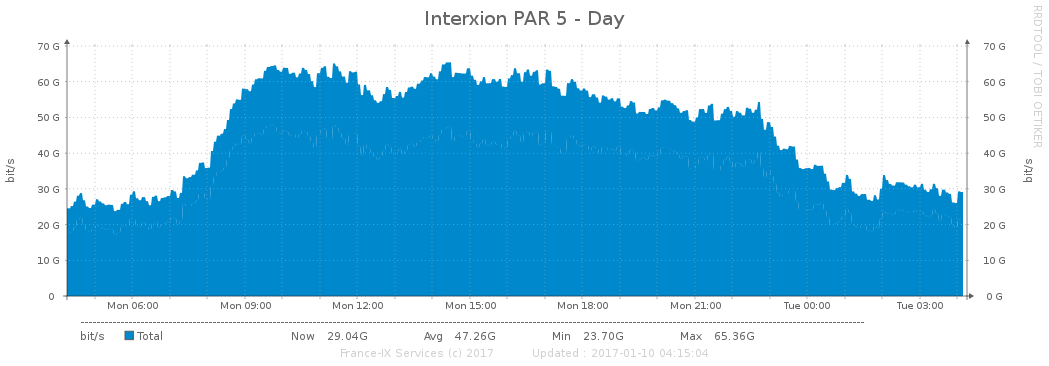 Interxion PAR 5 - Day
RRDTOOL / TOBI OETIKER
bit/s
bit/s
70 G 70 G
60 G 60 G
50 G 50 G
40 G 40 G
30 G 30 G
20 G 20 G
10 G 10 G
0 0 G
Mon 06:00 Mon 09:00 Mon 12:00 Mon 15:00 Mon 18:00 Mon 21:00 Tue 00:00 Tue 03:00
bit/s Total Now 29.04G Avg 47.26G Min 23.70G Max 65.36G
France-IX Services (c) 2017 Updated : 2017-01-10 04:15:04